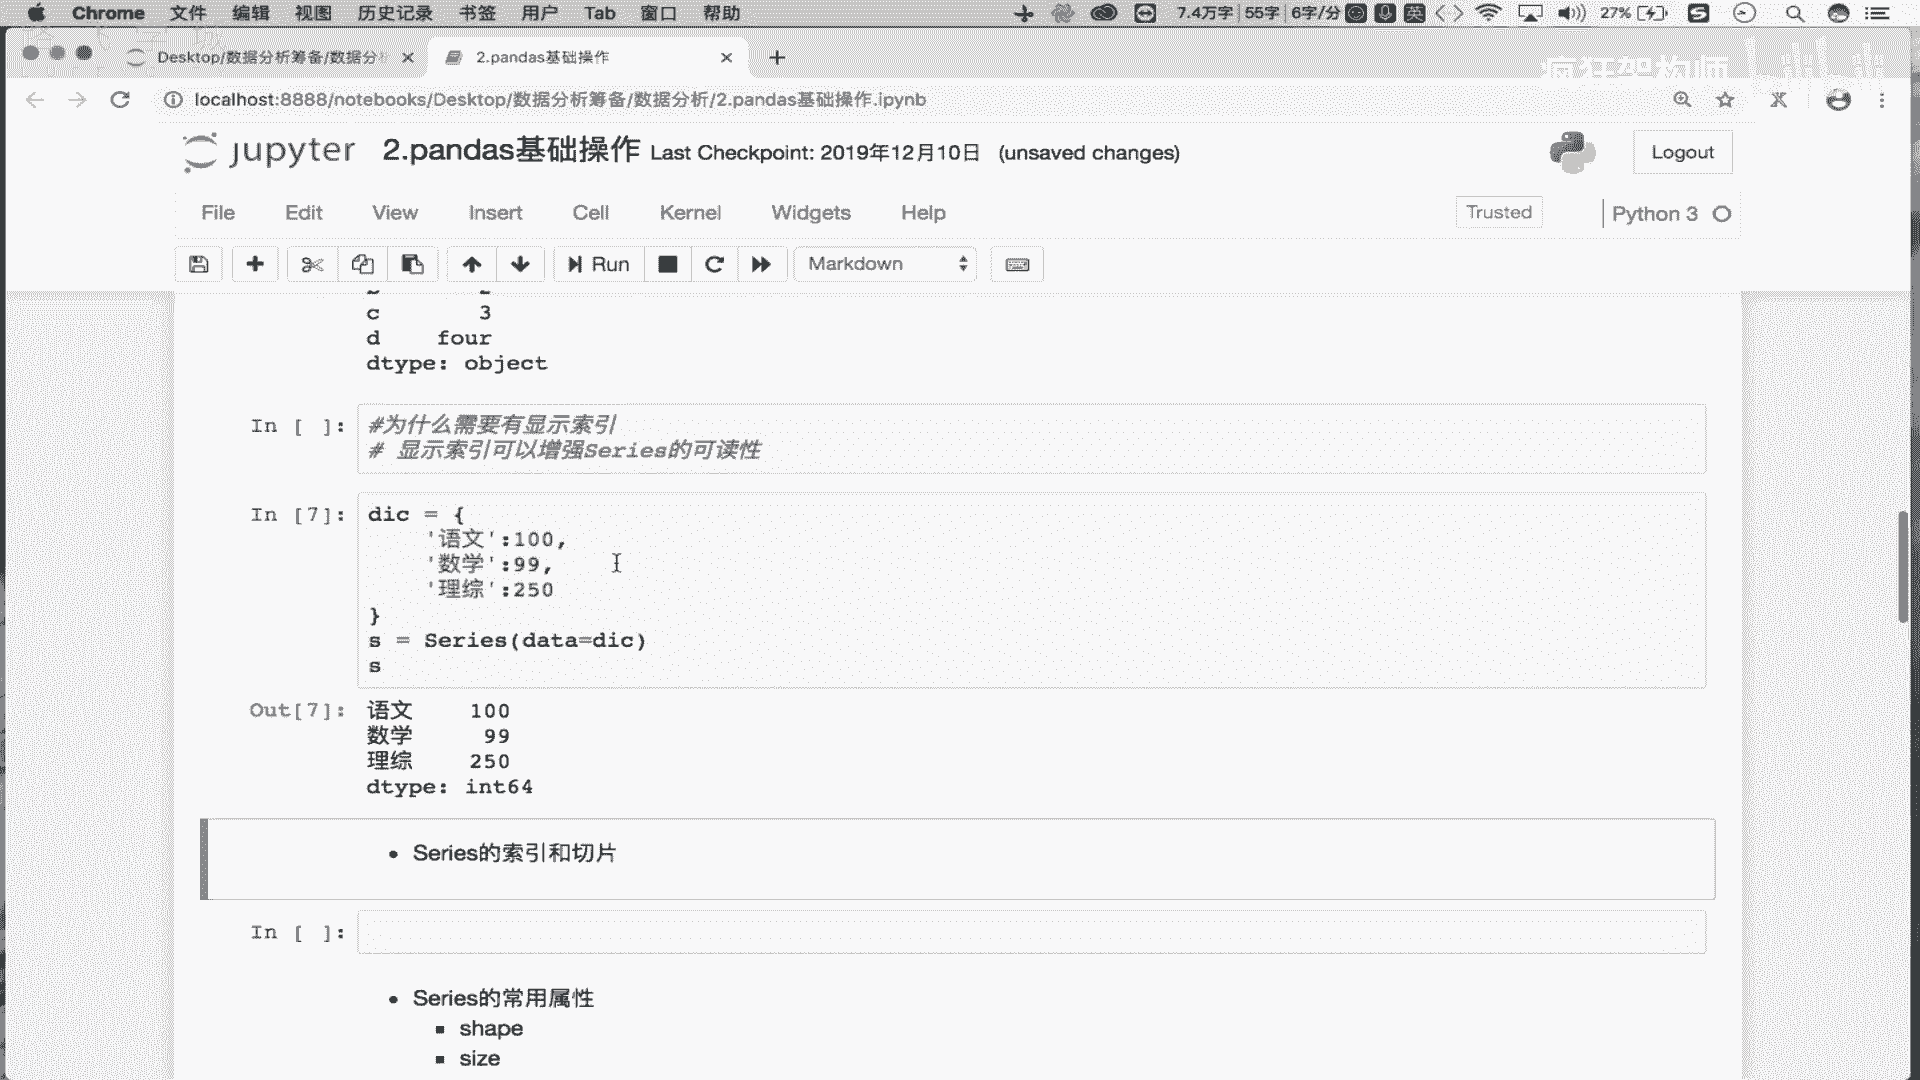 Chrome 文件 编辑 视图 历史记录 书签 用户 Tab 窗口 帮助 7.4万字 55字 6字/分 英 27%
Desktop/数据分析筹备/数据分析 2.pandas基础操作
疯狂架构师 bilibili
localhost:8888/notebooks/Desktop/数据分析筹备/数据分析/2.pandas基础操作.ipynb
jupyter 2.pandas基础操作 Last Checkpoint: 2019年12月10日 (unsaved changes) Logout
File Edit View Insert Cell Kernel Widgets Help Trusted Python 3
Run Markdown
c 3
d four
dtype: object
In [ ]: #为什么需要有显示索引
# 显示索引可以增强Series的可读性
In [7]: dic = {
'语文':100,
'数学':99,
'理综':250
}
s = Series(data=dic)
s
Out[7]: 语文 100
数学 99
理综 250
dtype: int64
Series的索引和切片
In [ ]:
Series的常用属性
shape
size